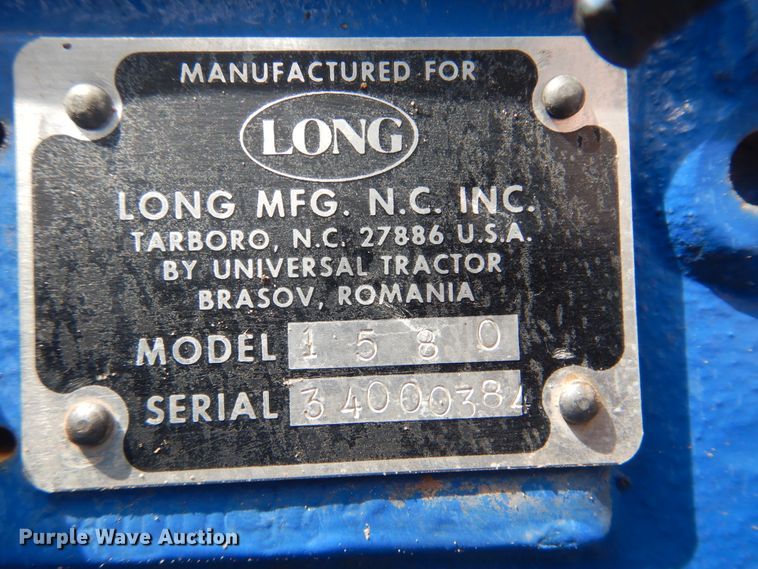 MANUFACTURED FOR
LONG
LONG MFG. N.C. INC.
TARBORO, N.C. 27886 U.S.A.
BY UNIVERSAL TRACTOR
BRASOV, ROMANIA
MODEL 1580
SERIAL 34000384
Purple Wave Auction